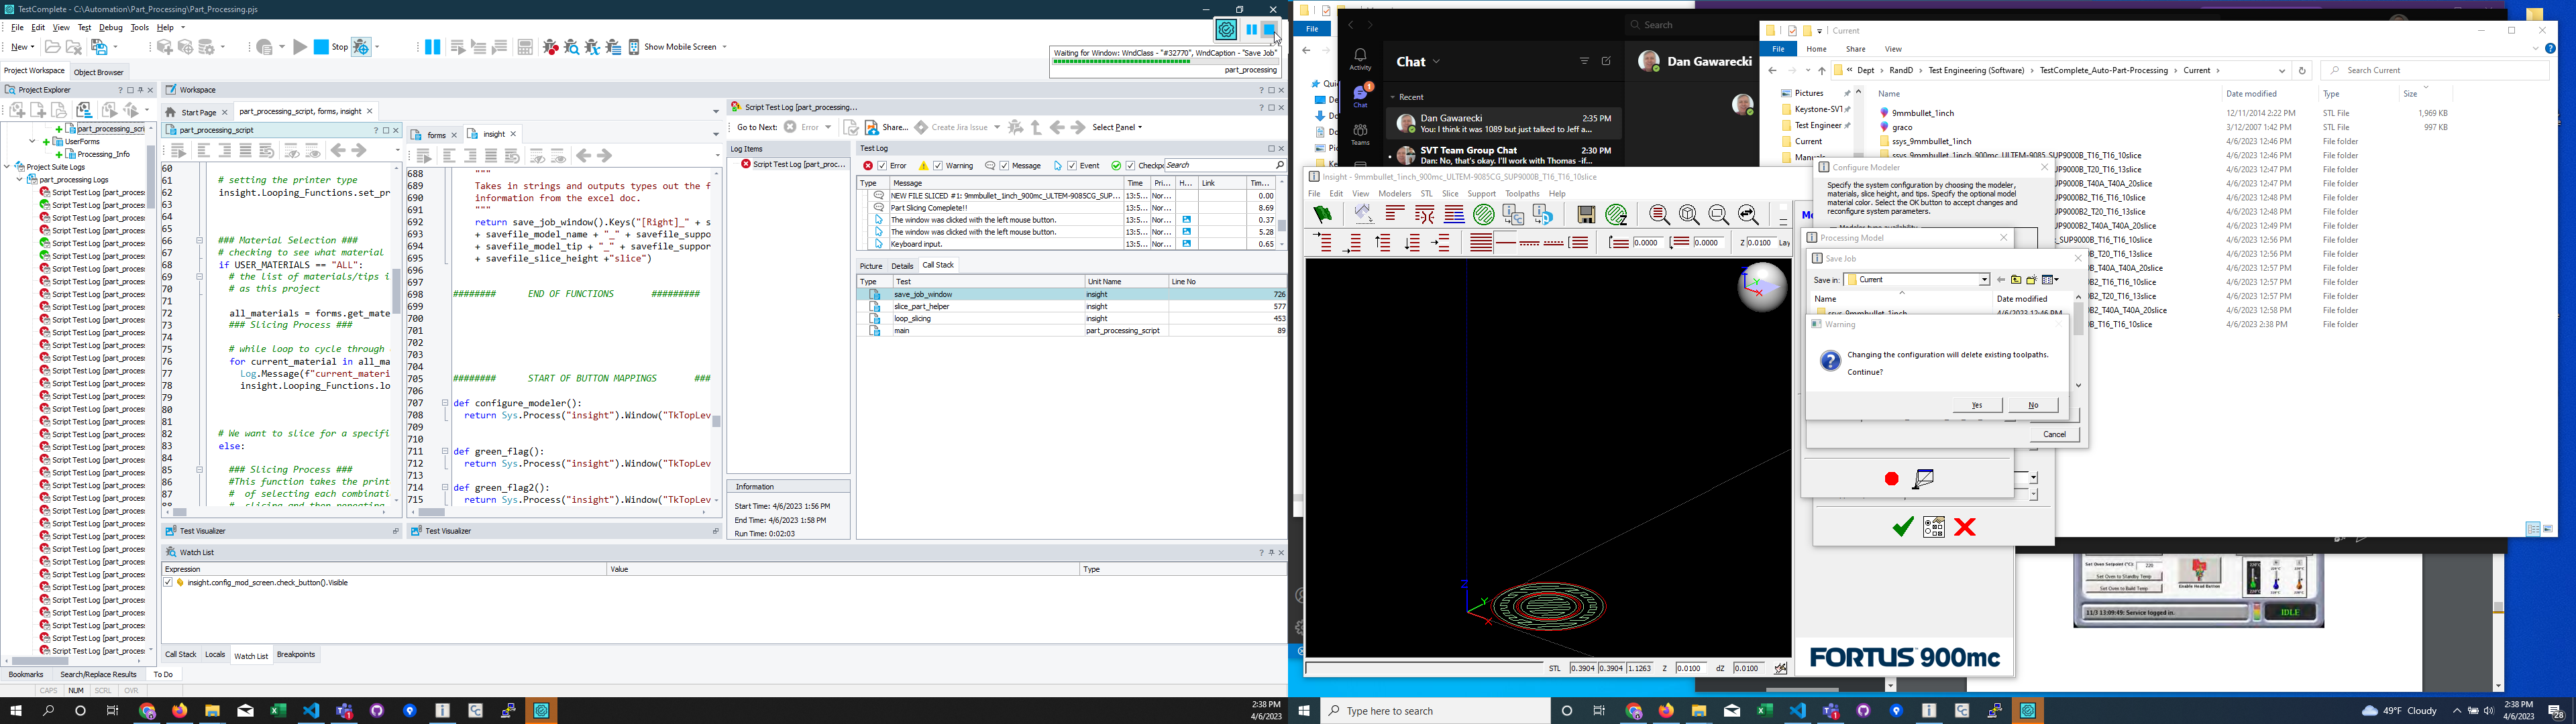 TestComplete - C:\Automation\Part_Processing\Part_Processing.pjs
File Edit View Test Debug Tools Help
New
Stop
Show Mobile Screen
Waiting for Window: WndClass - "#32770", WndCaption - "Save Job"
part_processing
Project Workspace Object Browser
Project Explorer
Workspace
Start Page
part_processing_script, forms, insight
part_processing_scri
UserForms
Processing_Info
Project Suite Logs
part_processing Logs
Script Test Log [part_process
part_processing_script
60
61 # setting the printer type
62 insight.Looping_Functions.set_pr
63
64
65
66 ### Material Selection ###
67 # checking to see what material
68 if USER_MATERIALS == "ALL":
69 # the list of materials/tips i
70 # as this project
71
72 all_materials = forms.get_mate
73 ### Slicing Process ###
74
75 # while loop to cycle through
76 for current_material in all_ma
77 Log.Message(f"current_materi
78 insight.Looping_Functions.lo
79
80
81
82 # We want to slice for a specifi
83 else:
84
85 ### Slicing Process ###
86 #This function takes the print
87 # of selecting each combinati
88 # slicing and then repeating
Test Visualizer
forms insight
688 """
689 Takes in strings and outputs types out the f
690 information from the excel doc.
691 """
692 return save_job_window().Keys("[Right]_" + s
693 + savefile_model_name + "_" + savefile_suppo
694 + savefile_model_tip + "_" + savefile_suppor
695 + savefile_slice_height +"slice")
696
697
698 ######## END OF FUNCTIONS #########
699
700
701
702
703
704
705 ######## START OF BUTTON MAPPINGS ###
706
707 def configure_modeler():
708 return Sys.Process("insight").Window("TkTopLev
709
710
711 def green_flag():
712 return Sys.Process("insight").Window("TkTopLev
713
714 def green_flag2():
715 return Sys.Process("insight").Window("TkTopLev
Test Visualizer
Script Test Log [part_processing...
Go to Next: Error Share... Create Jira Issue Select Panel
Log Items
Script Test Log [part_proc...
Information
Start Time: 4/6/2023 1:56 PM
End Time: 4/6/2023 1:58 PM
Run Time: 0:02:03
Test Log
Error Warning Message Event Checkp Search
Type Message Time Pri... H... Link Tim...
NEW FILE SLICED #1: 9mmbullet_1inch_900mc_ULTEM-9085CG_SUP... 13:5... Nor... 0.00
Part Slicing Comeplete!! 13:5... Nor... 8.69
The window was clicked with the left mouse button. 13:5... Nor... 0.37
The window was clicked with the left mouse button. 13:5... Nor... 5.28
Keyboard input. 13:5... Nor... 0.65
Picture Details Call Stack
Type Test Unit Name Line No
save_job_window insight 726
slice_part_helper insight 577
loop_slicing insight 453
main part_processing_script 89
Watch List
Expression Value Type
insight.config_mod_screen.check_button().Visible
Call Stack Locals Watch List Breakpoints
Bookmarks Search/Replace Results To Do
CAPS NUM SCRL OVR
2:38 PM
4/6/2023
File
Search
Activity
Chat
Teams
Chat
Recent
Dan Gawarecki 2:35 PM
You: I think it was 1089 but just talked to Jeff a...
SVT Team Group Chat 2:30 PM
Dan: No, that's okay. I'll work with Thomas -if...
Dan Gawarecki
Current
File Home Share View
Dept RandD Test Engineering (Software) TestComplete_Auto-Part-Processing Current
Search Current
Pictures
Keystone-SVT
Test Engineer
Current
Manuals
Name Date modified Type Size
9mmbullet_1inch 12/11/2014 2:22 PM STL File 1,969 KB
graco 3/12/2007 1:42 PM STL File 997 KB
ssys_9mmbullet_1inch 4/6/2023 12:46 PM File folder
ssys_9mmbullet_1inch_900mc_ULTEM-9085_SUP9000B_T16_T16_10slice 4/6/2023 12:46 PM File folder
UP9000B_T20_T16_13slice 4/6/2023 12:47 PM File folder
UP9000B_T40A_T40A_20slice 4/6/2023 12:47 PM File folder
UP9000B2_T16_T16_10slice 4/6/2023 12:48 PM File folder
UP9000B2_T20_T16_13slice 4/6/2023 12:48 PM File folder
UP9000B2_T40A_T40A_20slice 4/6/2023 12:49 PM File folder
_SUP9000B_T16_T16_10slice 4/6/2023 12:56 PM File folder
0B_T20_T16_13slice 4/6/2023 12:56 PM File folder
0B_T40A_T40A_20slice 4/6/2023 12:57 PM File folder
0B2_T16_T16_10slice 4/6/2023 12:57 PM File folder
0B2_T20_T16_13slice 4/6/2023 12:57 PM File folder
0B2_T40A_T40A_20slice 4/6/2023 12:58 PM File folder
0B_T16_T16_10slice 4/6/2023 2:38 PM File folder
Insight - 9mmbullet_1inch_900mc_ULTEM-9085CG_SUP9000B_T16_T16_10slice
File Edit View Modelers STL Slice Support Toolpaths Help
0.0000 0.0000 Z 0.0100 Lay
STL 0.3904 0.3904 1.1263 Z 0.0100 dZ 0.0100
Configure Modeler
Specify the system configuration by choosing the modeler,
materials, slice height, and tips. Specify the optional model
material color. Select the OK button to accept changes and
reconfigure system parameters.
Processing Model
Save Job
Save in: Current
Name Date modified
ssys_9mmbullet_1inch 4/6/2023 12:46 PM
Warning
Changing the configuration will delete existing toolpaths.
Continue?
Yes No
Cancel
FORTUS 900mc
Set Oven Setpoint (°C): 220
Set Oven to Standby Temp
Set Oven to Build Temp
Enable Head Button
11/3 13:09:49: Service logged in.
IDLE
Type here to search
49°F Cloudy
2:38 PM
4/6/2023
28